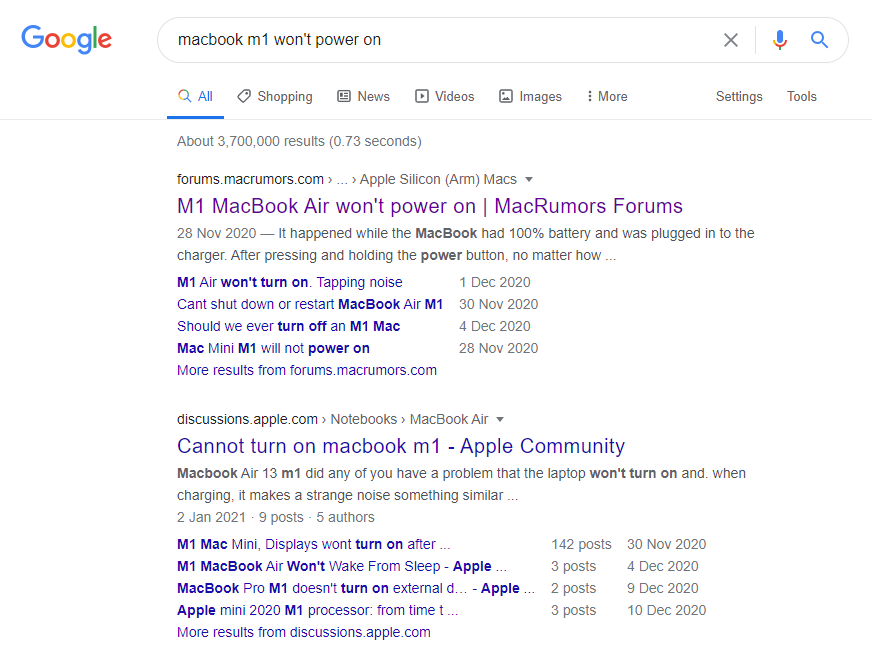 Google
macbook m1 won't power on
All Shopping News Videos Images More Settings Tools
About 3,700,000 results (0.73 seconds)
forums.macrumors.com › ... › Apple Silicon (Arm) Macs
M1 MacBook Air won't power on | MacRumors Forums
28 Nov 2020 — It happened while the MacBook had 100% battery and was plugged in to the
charger. After pressing and holding the power button, no matter how ...
M1 Air won't turn on. Tapping noise 1 Dec 2020
Cant shut down or restart MacBook Air M1 30 Nov 2020
Should we ever turn off an M1 Mac 4 Dec 2020
Mac Mini M1 will not power on 28 Nov 2020
More results from forums.macrumors.com
discussions.apple.com › Notebooks › MacBook Air
Cannot turn on macbook m1 - Apple Community
Macbook Air 13 m1 did any of you have a problem that the laptop won't turn on and. when
charging, it makes a strange noise something similar ...
2 Jan 2021 · 9 posts · 5 authors
M1 Mac Mini, Displays wont turn on after ... 142 posts 30 Nov 2020
M1 MacBook Air Won't Wake From Sleep - Apple ... 3 posts 4 Dec 2020
MacBook Pro M1 doesn't turn on external d... - Apple ... 2 posts 9 Dec 2020
Apple mini 2020 M1 processor: from time t ... 3 posts 10 Dec 2020
More results from discussions.apple.com